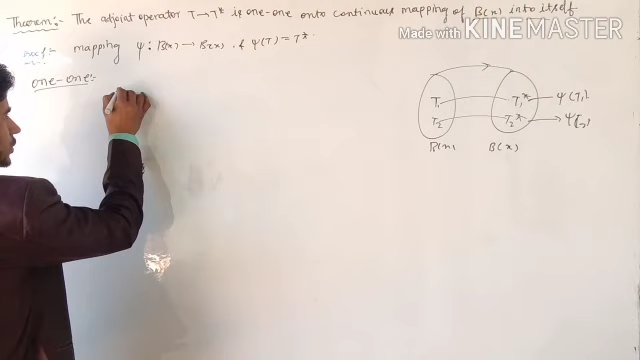 Theorem:- The adjoint operator T→T* is one-one onto continuous mapping of B(x) into itself
Proof:- mapping ψ: B(x) → B(x) & ψ(T) = T*.
one-one:-
Made with KINEMASTER
T₁ T₁* ψ(T₁)
T₂ T₂* ψ(T₂)
B(x) B(x)